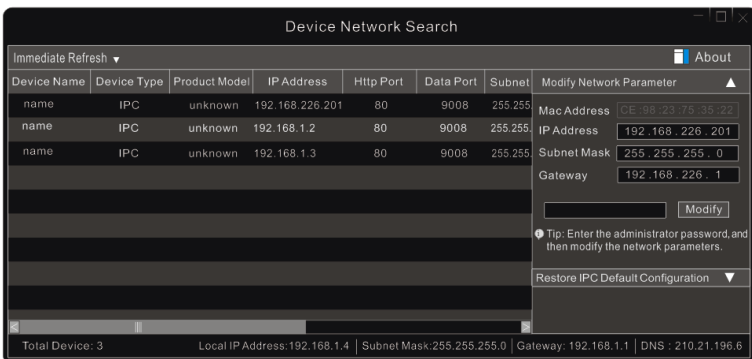 Device Network Search
Immediate Refresh
About
Device Name Device Type Product Model IP Address Http Port Data Port Subnet
name IPC unknown 192.168.226.201 80 9008 255.255
name IPC unknown 192.168.1.2 80 9008 255.255.
name IPC unknown 192.168.1.3 80 9008 255.255.
Modify Network Parameter
Mac Address CE :98 :23 :75 :35 :22
IP Address 192 .168 . 226 . 201
Subnet Mask 255 . 255 . 255 . 0
Gateway 192 .168 . 226 . 1
Modify
Tip: Enter the administrator password, and
then modify the network parameters.
Restore IPC Default Configuration
Total Device: 3 Local IP Address:192.168.1.4 Subnet Mask:255.255.255.0 Gateway: 192.168.1.1 DNS : 210.21.196.6